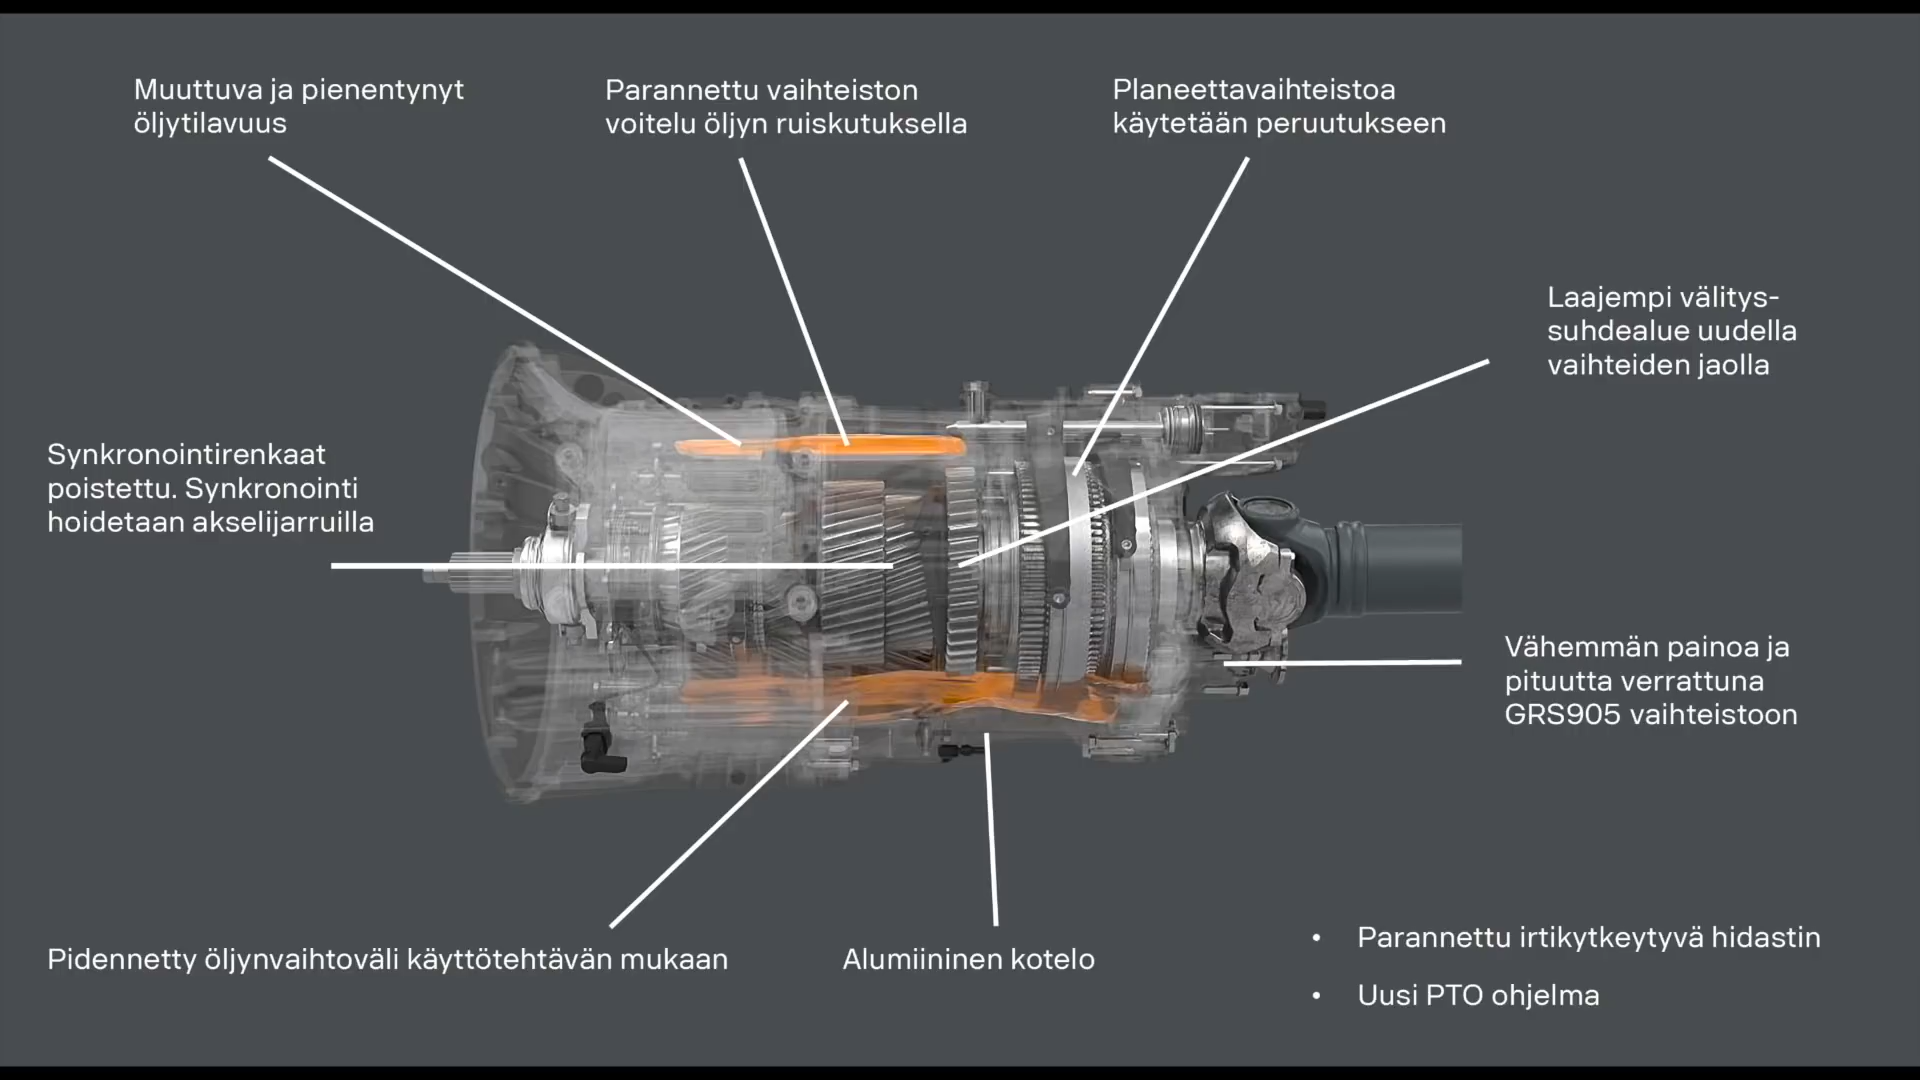 Muuttuva ja pienentynyt
öljytilavuus
Parannettu vaihteiston
voitelu öljyn ruiskutuksella
Planeettavaihteistoa
käytetään peruutukseen
Laajempi välitys-
suhdealue uudella
vaihteiden jaolla
Synkronointirenkaat
poistettu. Synkronointi
hoidetaan akselijarruilla
Vähemmän painoa ja
pituutta verrattuna
GRS905 vaihteistoon
Pidennetty öljynvaihtoväli käyttötehtävän mukaan
Alumiininen kotelo
• Parannettu irtikytkeytyvä hidastin
• Uusi PTO ohjelma